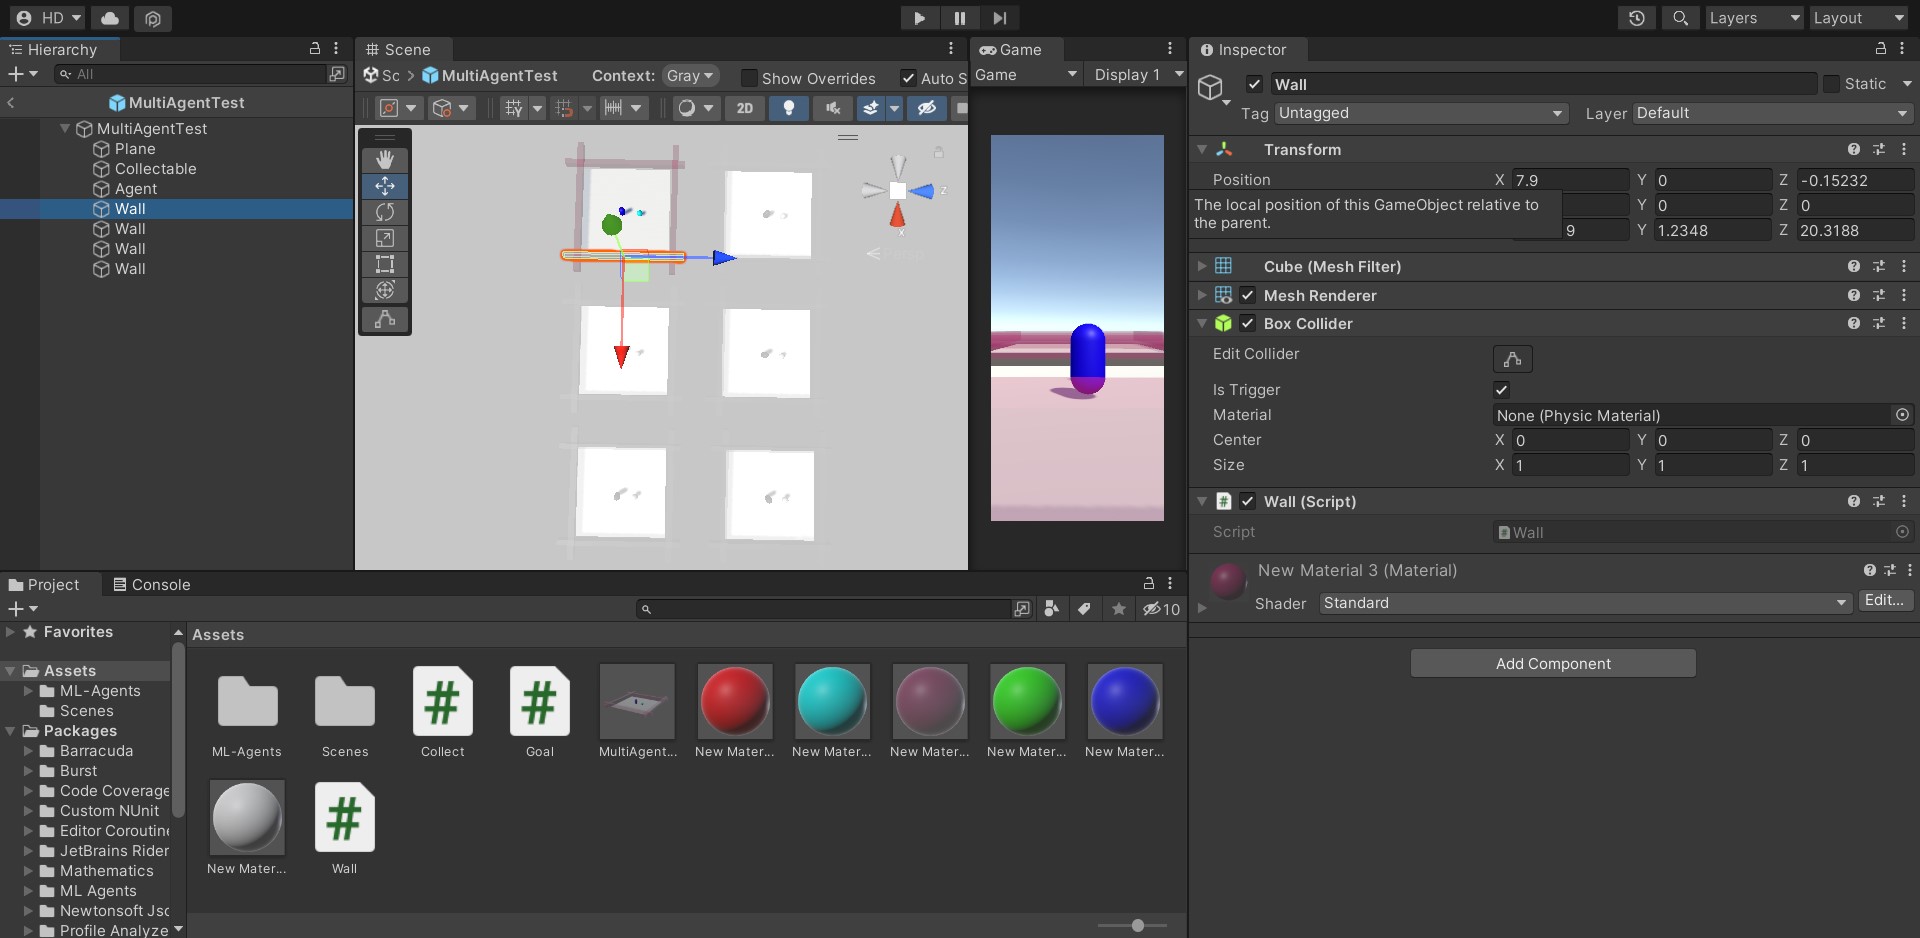 HD
Layers
Layout
Hierarchy
All
MultiAgentTest
MultiAgentTest
Plane
Collectable
Agent
Wall
Wall
Wall
Wall
Scene
Sc > MultiAgentTest
Context: Gray
Show Overrides
Auto S
2D
z
x
Game
Game
Display 1
Inspector
Wall
Static
Tag Untagged
Layer Default
Transform
Position X 7.9 Y 0 Z -0.15232
The local position of this GameObject relative to
the parent.
Y 0 Z 0
9 Y 1.2348 Z 20.3188
Cube (Mesh Filter)
Mesh Renderer
Box Collider
Edit Collider
Is Trigger
Material None (Physic Material)
Center X 0 Y 0 Z 0
Size X 1 Y 1 Z 1
Wall (Script)
Script Wall
New Material 3 (Material)
Shader Standard Edit...
Add Component
Project
Console
10
Favorites
Assets
ML-Agents
Scenes
Packages
Barracuda
Burst
Code Coverage
Custom NUnit
Editor Coroutine
JetBrains Rider
Mathematics
ML Agents
Newtonsoft Jso
Profile Analyze
Assets
ML-Agents
Scenes
Collect
Goal
MultiAgent...
New Mater...
New Mater...
New Mater...
New Mater...
New Mater...
New Mater...
Wall